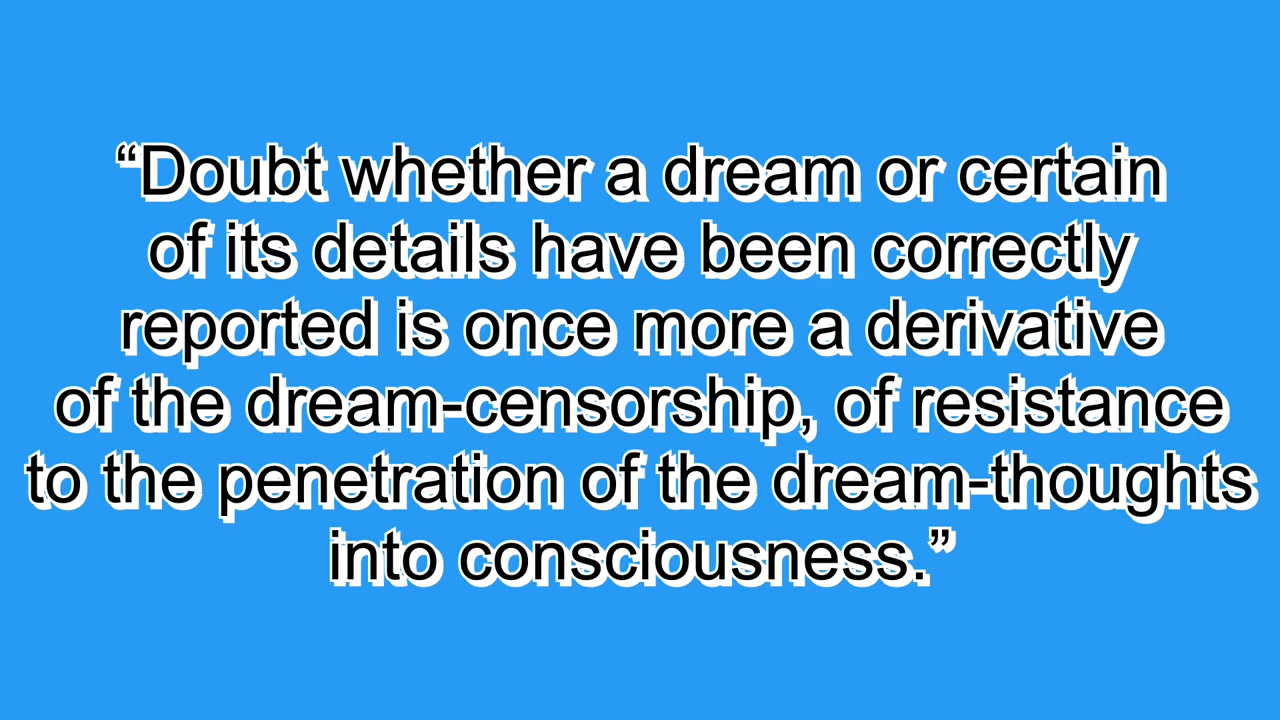 “Doubt whether a dream or certain
of its details have been correctly
reported is once more a derivative
of the dream-censorship, of resistance
to the penetration of the dream-thoughts
into consciousness.”